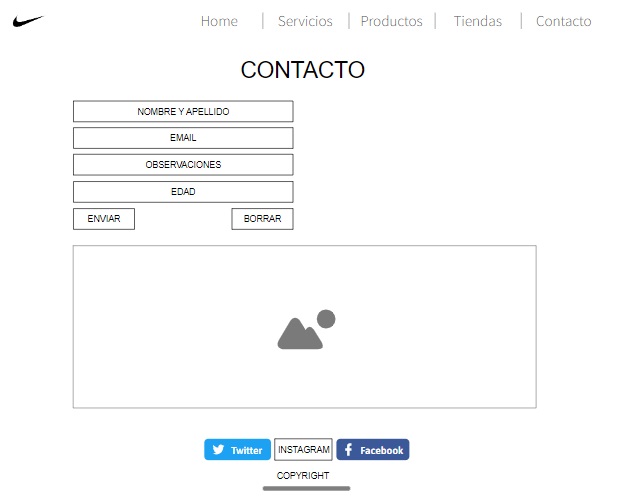 Home | Servicios | Productos | Tiendas | Contacto
CONTACTO
NOMBRE Y APELLIDO
EMAIL
OBSERVACIONES
EDAD
ENVIAR BORRAR
Twitter INSTAGRAM Facebook
COPYRIGHT